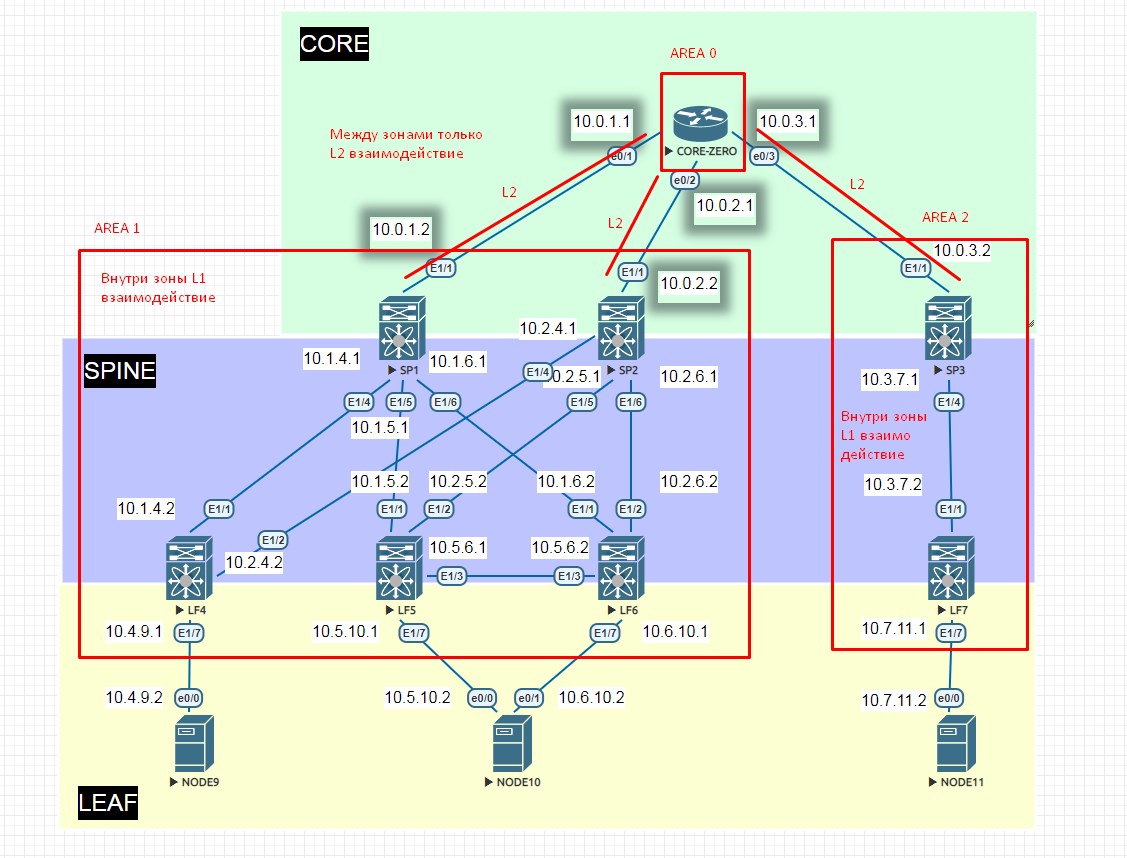 CORE
AREA 0
10.0.1.1
10.0.3.1
Между зонами только
L2 взаимодействие
CORE-ZERO
e0/1
e0/3
e0/2
L2
L2
10.0.2.1
L2
10.0.1.2
AREA 1
AREA 2
10.0.3.2
E1/1
E1/1
E1/1
10.0.2.2
Внутри зоны L1
взаимодействие
10.2.4.1
SPINE
10.1.4.1
10.1.6.1
SP1
SP2
SP3
E1/4
10.2.5.1
10.2.6.1
10.3.7.1
E1/4
E1/5
E1/6
E1/5
E1/6
E1/4
10.1.5.1
Внутри зоны
L1 взаимо
действие
10.1.5.2
10.2.5.2
10.1.6.2
10.2.6.2
10.3.7.2
10.1.4.2
E1/1
E1/1
E1/2
E1/1
E1/2
E1/1
E1/2
10.2.4.2
10.5.6.1
10.5.6.2
E1/3
E1/3
LF4
LF5
LF6
LF7
10.4.9.1
E1/7
10.5.10.1
E1/7
E1/7
10.6.10.1
10.7.11.1
E1/7
10.4.9.2
e0/0
10.5.10.2
e0/0
e0/1
10.6.10.2
10.7.11.2
e0/0
NODE9
NODE10
NODE11
LEAF